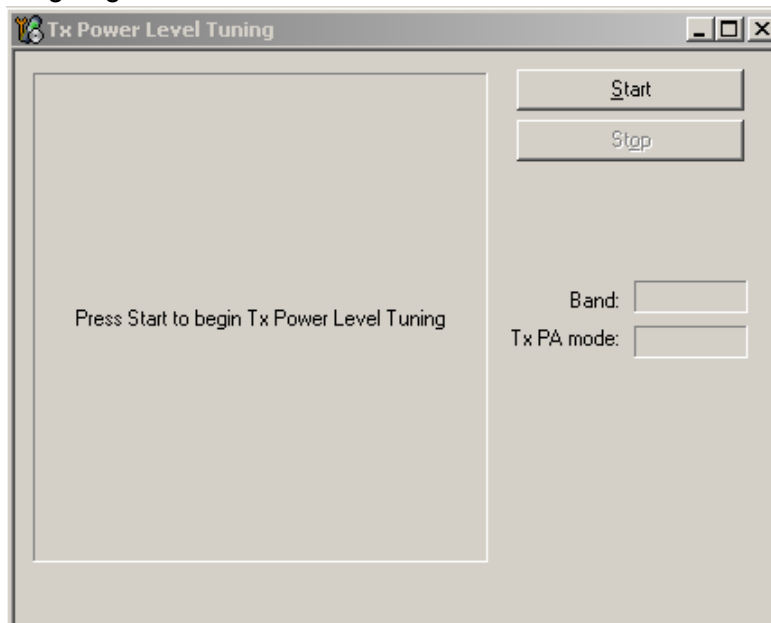 Tx Power Level Tuning
Start
Stop
Press Start to begin Tx Power Level Tuning
Band:
Tx PA mode: